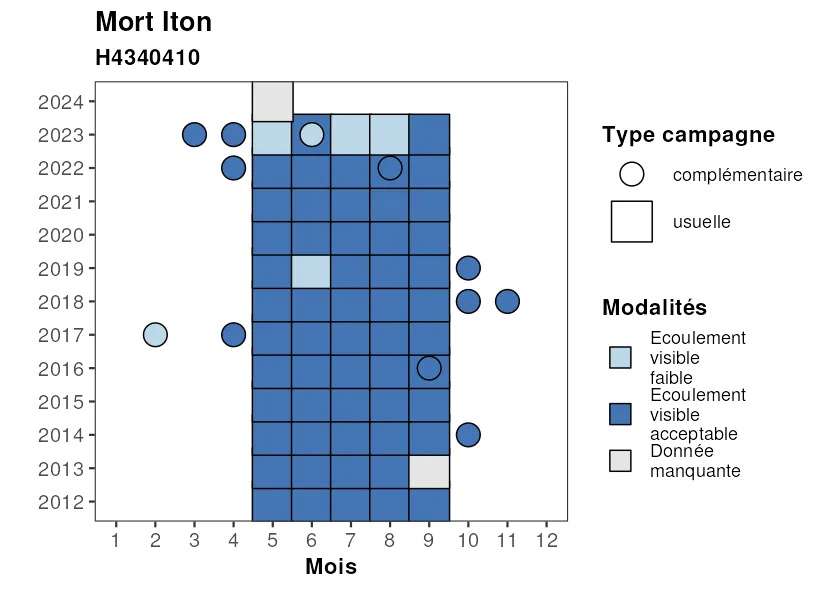 Mort Iton
H4340410
2024
2023
2022
2021
2020
2019
2018
2017
2016
2015
2014
2013
2012
1 2 3 4 5 6 7 8 9 10 11 12
Mois
Type campagne
complémentaire
usuelle
Modalités
Ecoulement
visible
faible
Ecoulement
visible
acceptable
Donnée
manquante